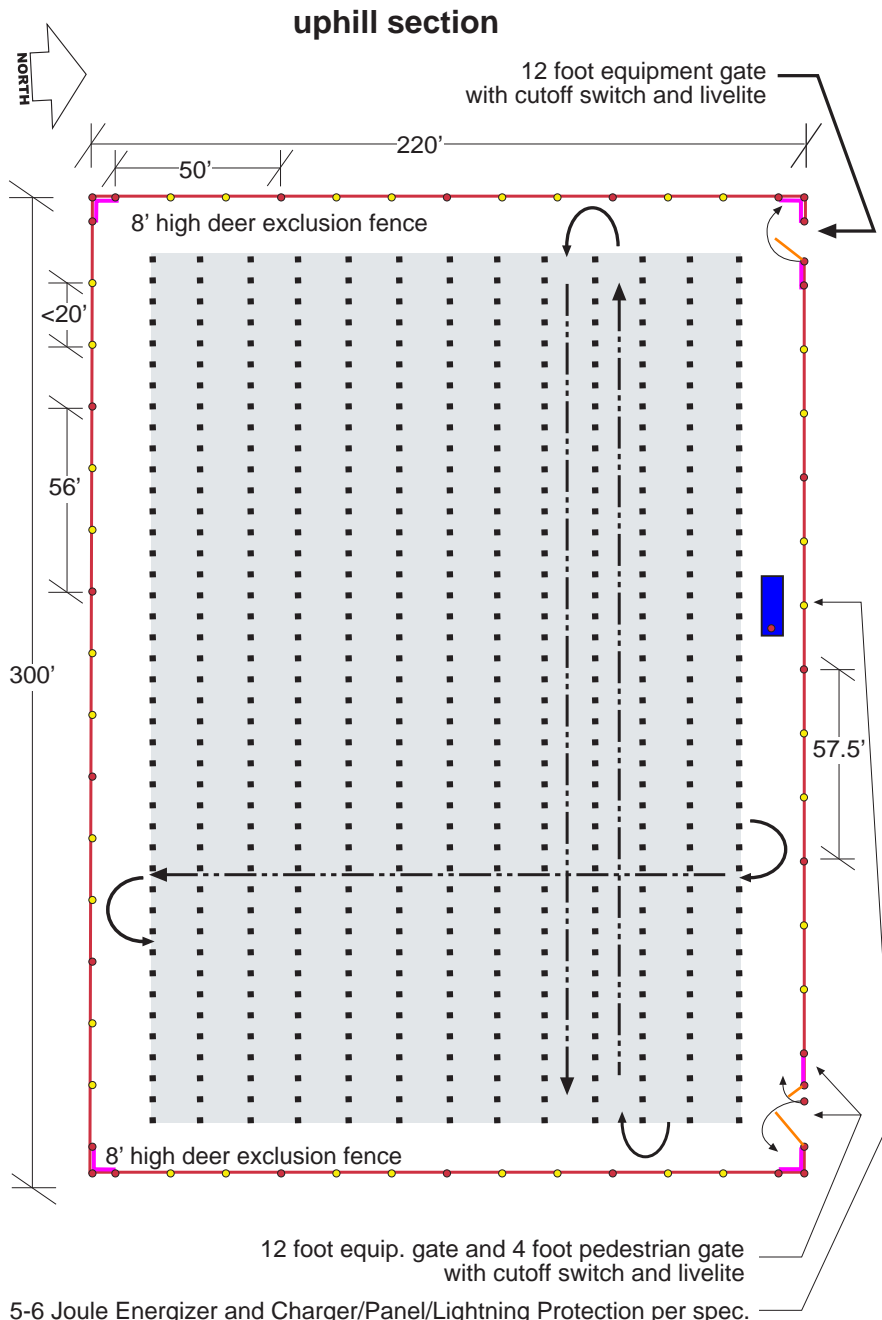 uphill section
NORTH
12 foot equipment gate
with cutoff switch and livelite
220’
50’
8’ high deer exclusion fence
<20’
56’
300’
57.5’
8’ high deer exclusion fence
12 foot equip. gate and 4 foot pedestrian gate
with cutoff switch and livelite
5-6 Joule Energizer and Charger/Panel/Lightning Protection per spec.